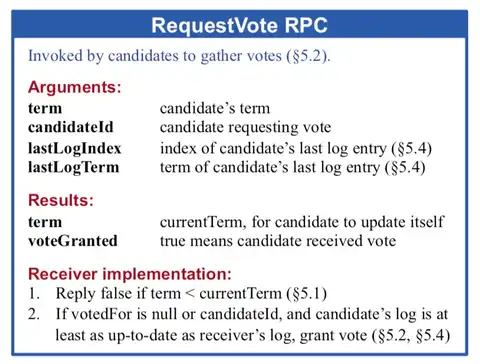 RequestVote RPC
Invoked by candidates to gather votes (§5.2).
Arguments:
term candidate's term
candidateId candidate requesting vote
lastLogIndex index of candidate's last log entry (§5.4)
lastLogTerm term of candidate's last log entry (§5.4)
Results:
term currentTerm, for candidate to update itself
voteGranted true means candidate received vote
Receiver implementation:
1. Reply false if term < currentTerm (§5.1)
2. If votedFor is null or candidateId, and candidate's log is at
least as up-to-date as receiver's log, grant vote (§5.2, §5.4)